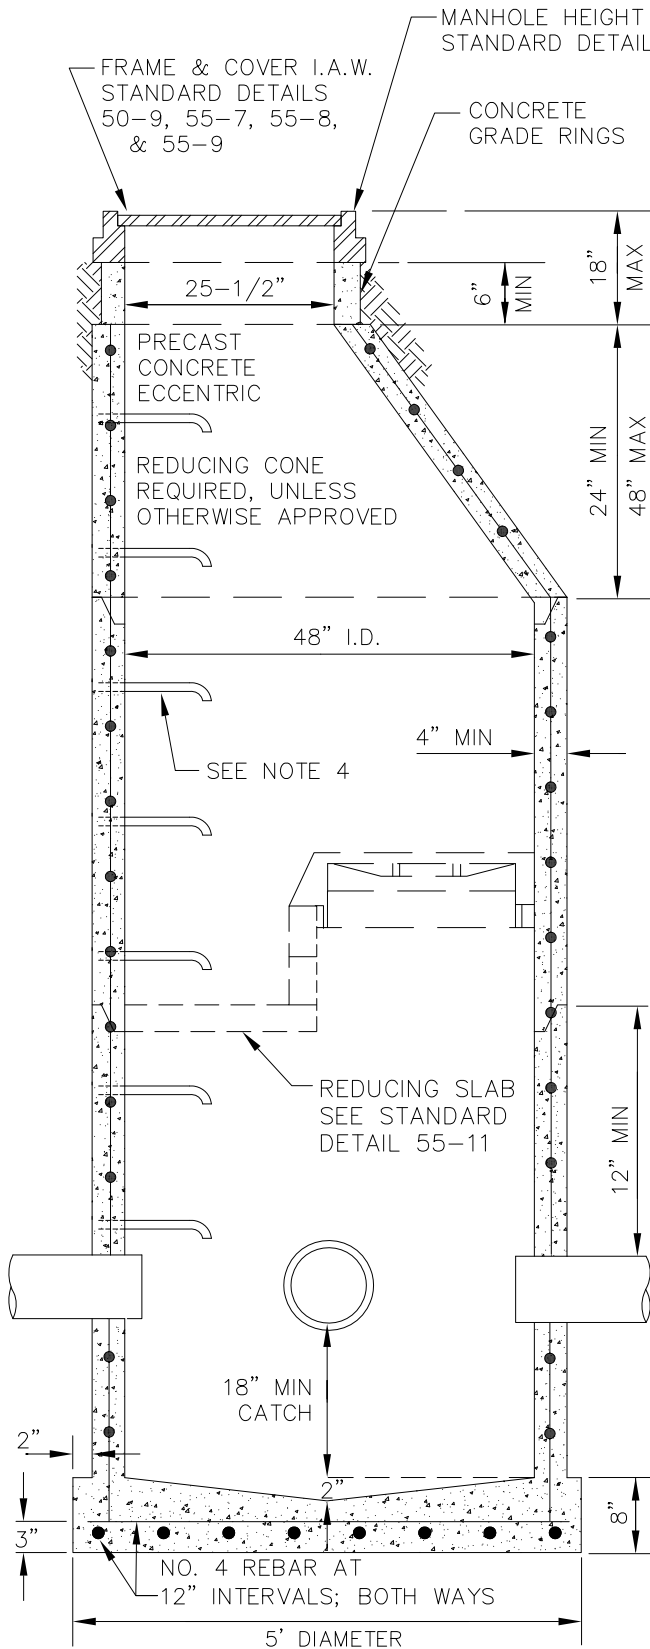 MANHOLE HEIGHT
STANDARD DETAIL
FRAME & COVER I.A.W.
STANDARD DETAILS
50-9, 55-7, 55-8,
& 55-9
CONCRETE
GRADE RINGS
25-1/2"
6"
MIN
18"
MAX
PRECAST
CONCRETE
ECCENTRIC
REDUCING CONE
REQUIRED, UNLESS
OTHERWISE APPROVED
24" MIN
48" MAX
48" I.D.
4" MIN
SEE NOTE 4
REDUCING SLAB
SEE STANDARD
DETAIL 55-11
12" MIN
18" MIN
CATCH
2"
2"
8"
3"
NO. 4 REBAR AT
12" INTERVALS; BOTH WAYS
5' DIAMETER